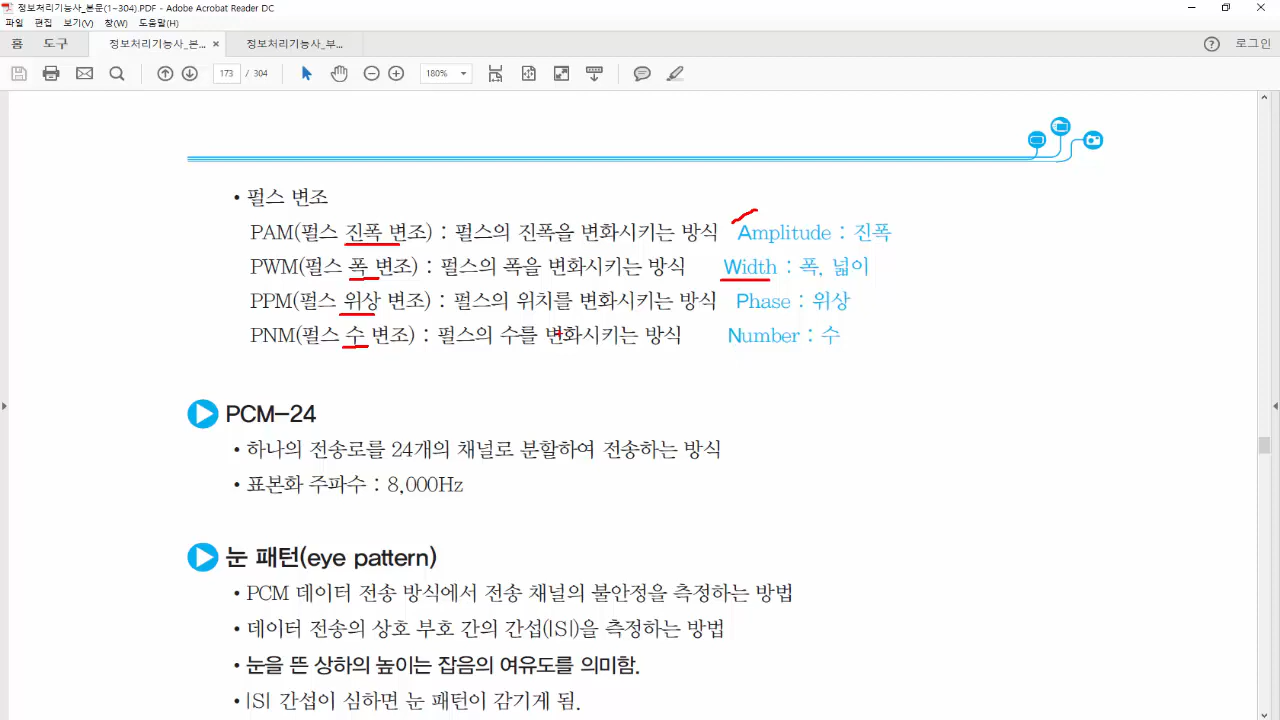 정보처리기능사_본문(1~304).PDF - Adobe Acrobat Reader DC
파일 편집 보기(V) 창(W) 도움말(H)
홈 도구 정보처리기능사_본... × 정보처리기능사_부... ? 로그인
173 / 304 180%
• 펄스 변조
PAM(펄스 진폭 변조) : 펄스의 진폭을 변화시키는 방식 Amplitude : 진폭
PWM(펄스 폭 변조) : 펄스의 폭을 변화시키는 방식 Width : 폭, 넓이
PPM(펄스 위상 변조) : 펄스의 위치를 변화시키는 방식 Phase : 위상
PNM(펄스 수 변조) : 펄스의 수를 변화시키는 방식 Number : 수
PCM-24
• 하나의 전송로를 24개의 채널로 분할하여 전송하는 방식
• 표본화 주파수 : 8,000Hz
눈 패턴(eye pattern)
• PCM 데이터 전송 방식에서 전송 채널의 불안정을 측정하는 방법
• 데이터 전송의 상호 부호 간의 간섭(ISI)을 측정하는 방법
• 눈을 뜬 상하의 높이는 잡음의 여유도를 의미함.
• ISI 간섭이 심하면 눈 패턴이 감기게 됨.